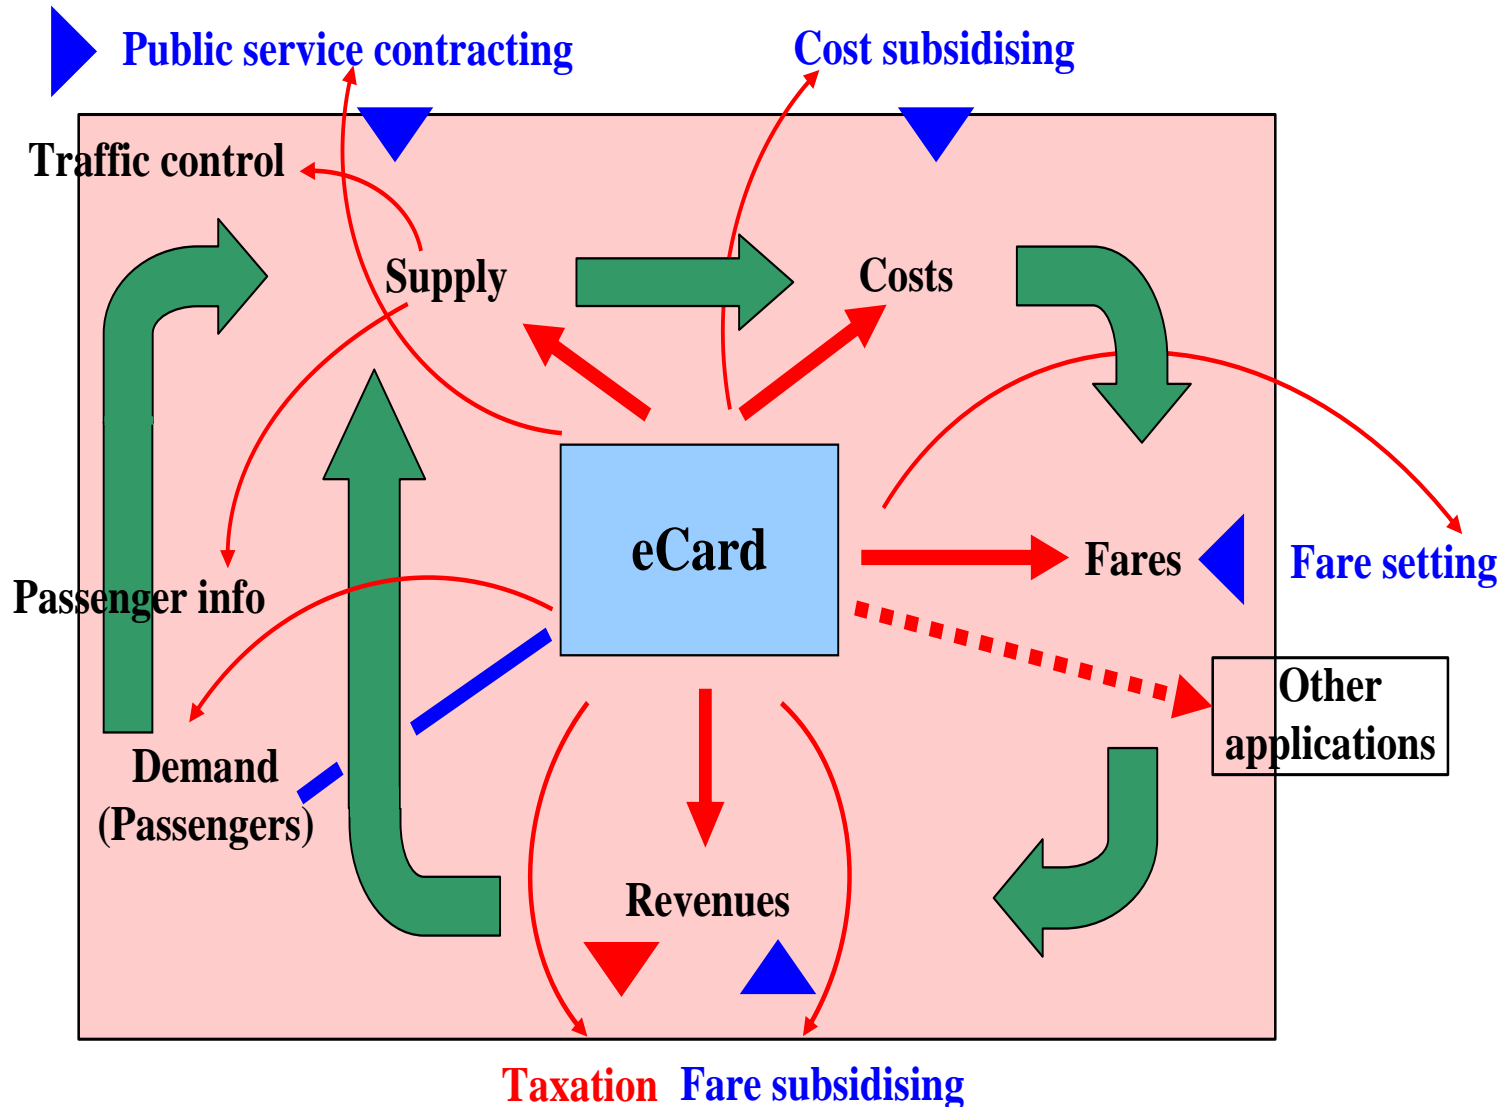 Public service contracting
Cost subsidising
Traffic control
Supply
Costs
eCard
Fares
Fare setting
Passenger info
Other
applications
Demand
(Passengers)
Revenues
Taxation
Fare subsidising